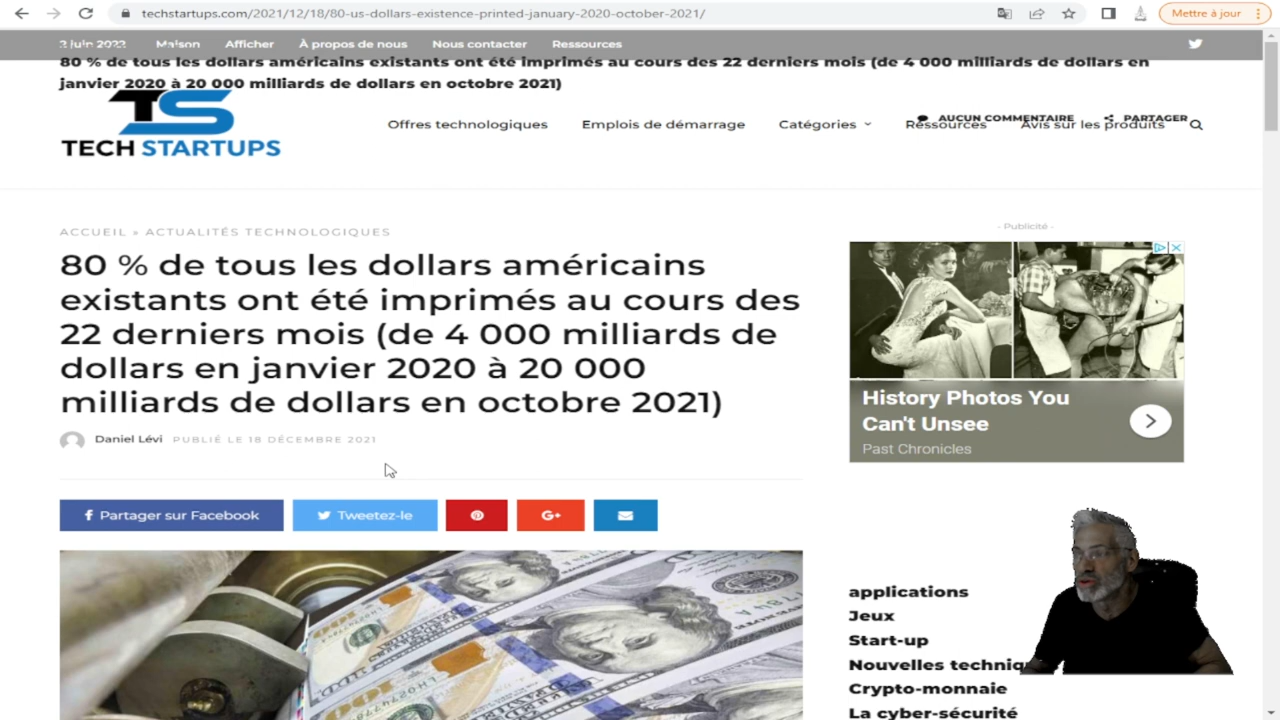 techstartups.com/2021/12/18/80-us-dollars-existence-printed-january-2020-october-2021/
Mettre à jour
2 juin 2022 Maison Afficher À propos de nous Nous contacter Ressources
80 % de tous les dollars américains existants ont été imprimés au cours des 22 derniers mois (de 4 000 milliards de dollars en
janvier 2020 à 20 000 milliards de dollars en octobre 2021)
AUCUN COMMENTAIRE PARTAGER
TS
TECH STARTUPS
Offres technologiques Emplois de démarrage Catégories Ressources Avis sur les produits
ACCUEIL » ACTUALITÉS TECHNOLOGIQUES
80 % de tous les dollars américains
existants ont été imprimés au cours des
22 derniers mois (de 4 000 milliards de
dollars en janvier 2020 à 20 000
milliards de dollars en octobre 2021)
Daniel Lévi PUBLIÉ LE 18 DÉCEMBRE 2021
Partager sur Facebook Tweetez-le G+
- Publicité -
History Photos You
Can't Unsee
Past Chronicles
applications
Jeux
Start-up
Nouvelles techniq
Crypto-monnaie
La cyber-sécurité